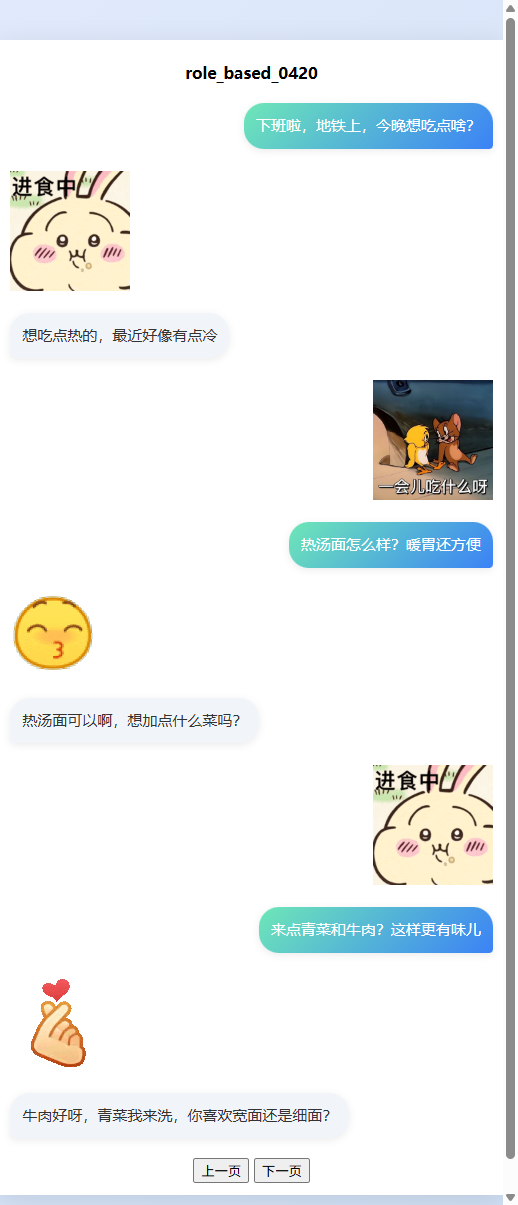 role_based_0420
下班啦，地铁上，今晚想吃点啥？
进食中
想吃点热的，最近好像有点冷
一会儿吃什么呀
热汤面怎么样？暖胃还方便
热汤面可以啊，想加点什么菜吗？
进食中
来点青菜和牛肉？这样更有味儿
牛肉好呀，青菜我来洗，你喜欢宽面还是细面？
上一页 下一页